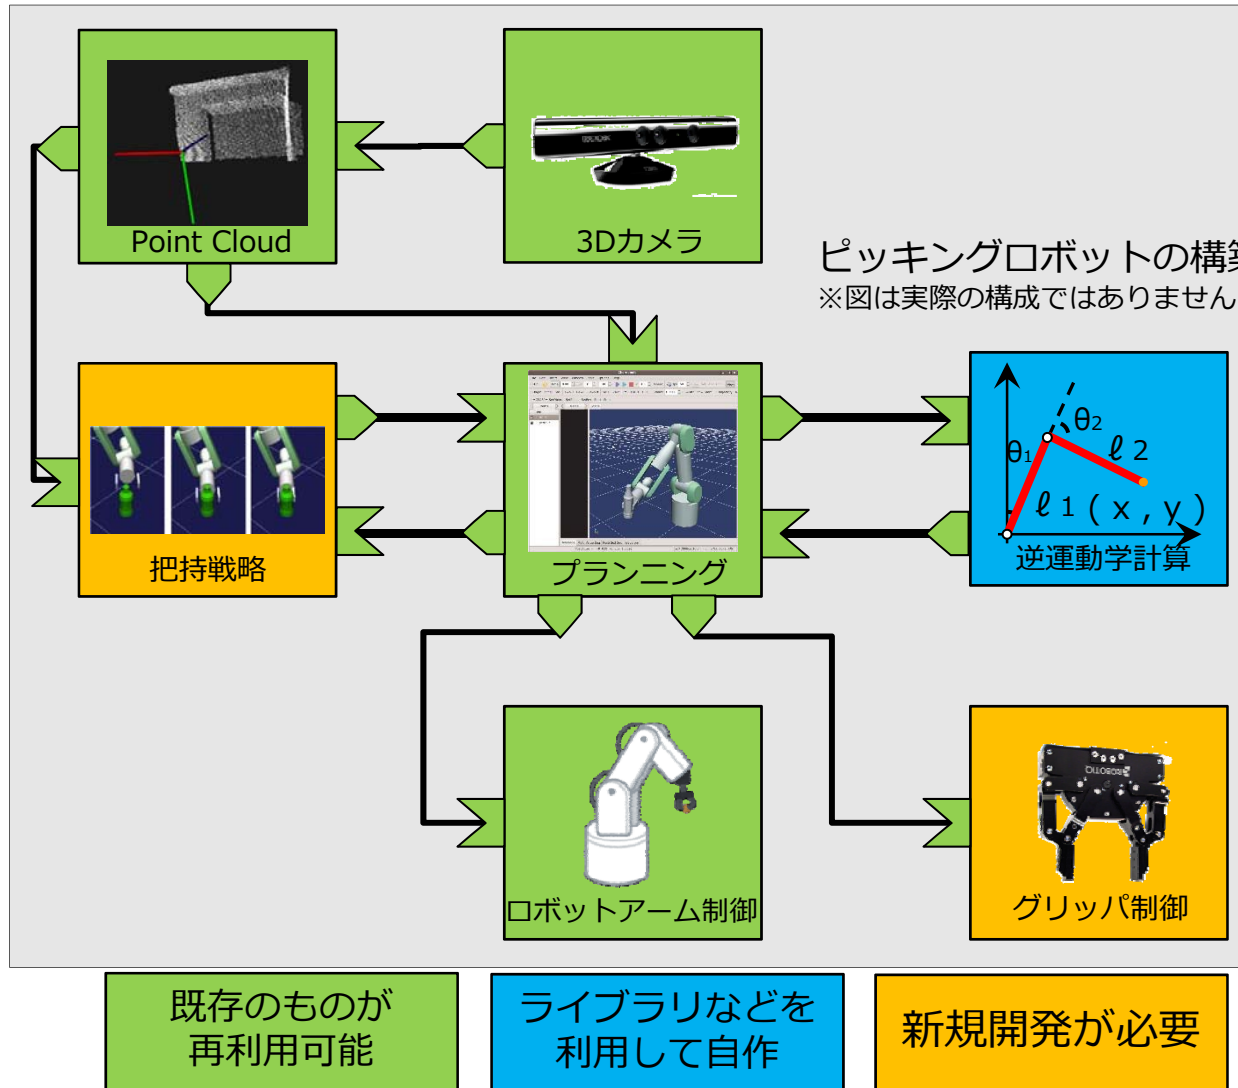 Point Cloud
3Dカメラ
ピッキングロボットの構
※図は実際の構成ではありません
把持戦略
プランニング
θ1
θ2
ℓ 1
ℓ 2
( x , y )
逆運動学計算
ロボットアーム制御
ROBOTIQ
グリッパ制御
既存のものが
再利用可能
ライブラリなどを
利用して自作
新規開発が必要